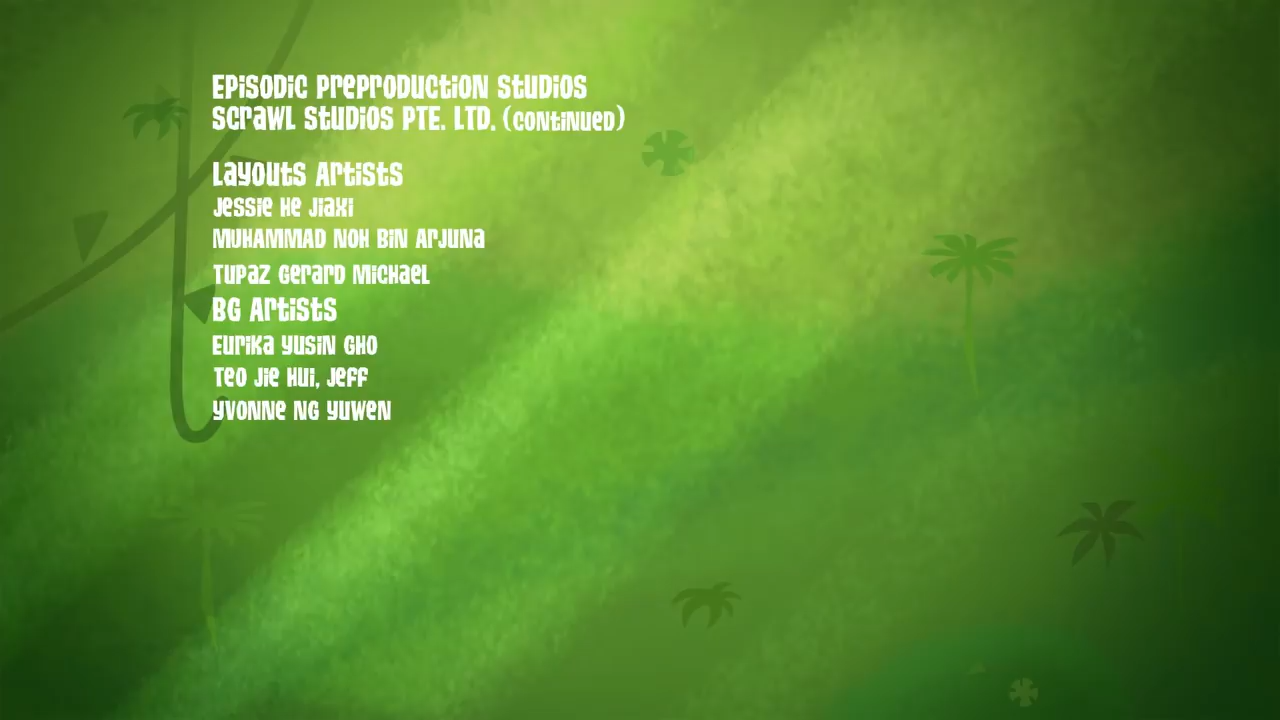 Episodic Preproduction Studios
Scrawl Studios PTE. LTD. (continued)
Layouts Artists
Jessie He Jiaxi
Muhammad Noh Bin Arjuna
Tupaz Gerard Michael
BG Artists
Eurika Yusin Gho
Teo Jie Hui, Jeff
Yvonne Ng Yuwen